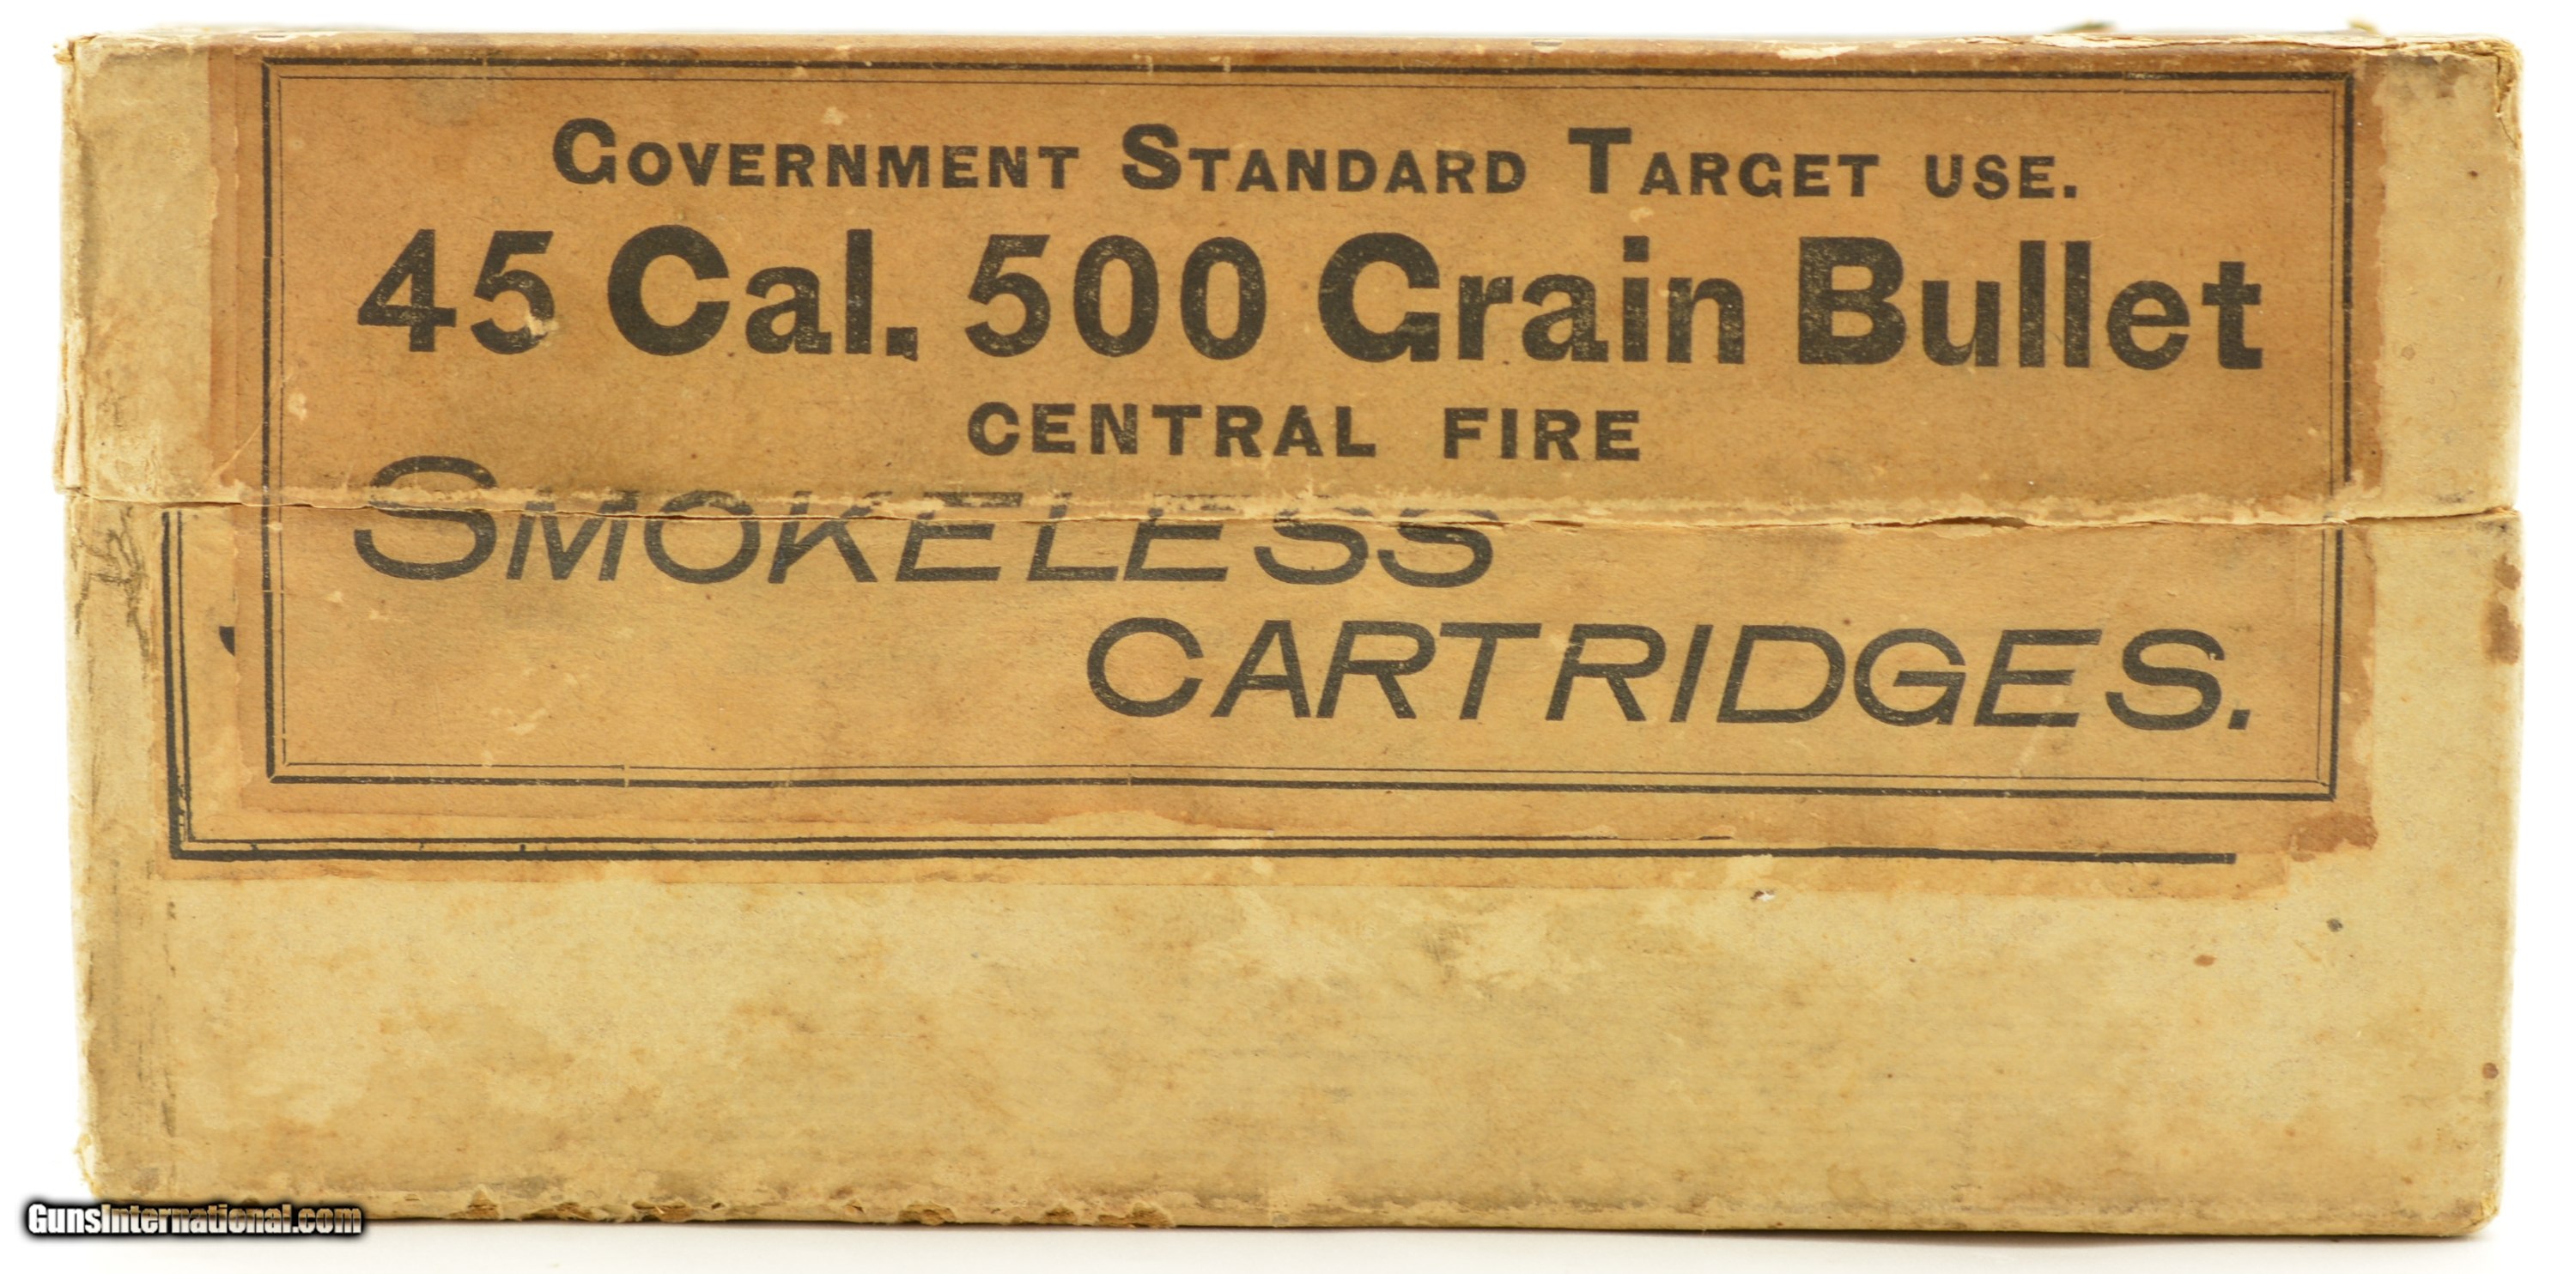 GOVERNMENT STANDARD TARGET USE.
45 Cal. 500 Grain Bullet
CENTRAL FIRE
SMOKELESS
CARTRIDGES.
GunsInternational.com